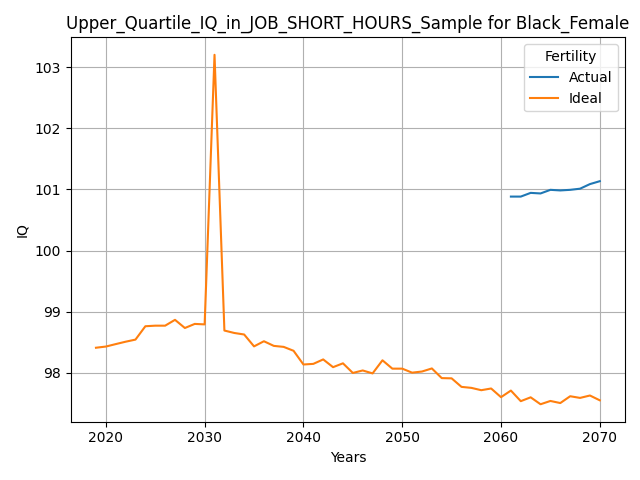 Upper_Quartile_IQ_in_JOB_SHORT_HOURS_Sample for Black_Female
Fertility
Actual
Ideal
103
102
101
100
99
98
IQ
2020 2030 2040 2050 2060 2070
Years